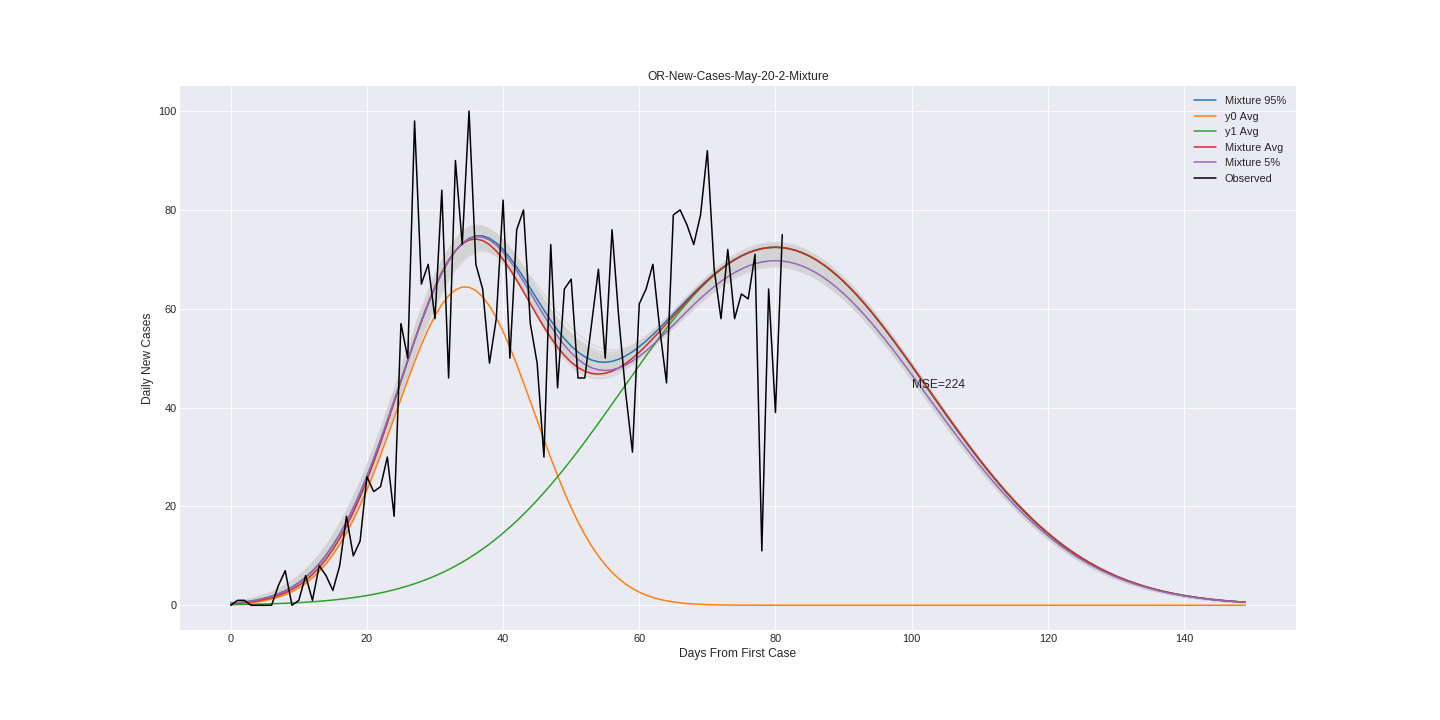 OR-New-Cases-May-20-2-Mixture
Mixture 95%
y0 Avg
y1 Avg
Mixture Avg
Mixture 5%
Observed
Daily New Cases
100
80
60
40
20
0
MSE=224
0 20 40 60 80 100 120 140
Days From First Case